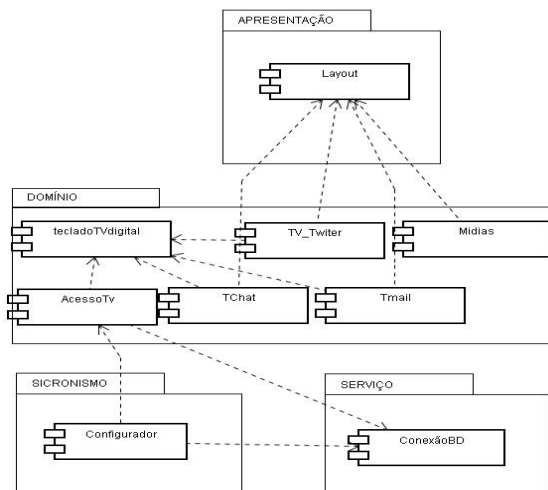 APRESENTAÇÃO
Layout
DOMÍNIO
tecladoTVdigital
TV_Twiter
Midias
AcessoTv
TChat
Tmail
SICRONISMO
SERVIÇO
Configurador
ConexãoBD